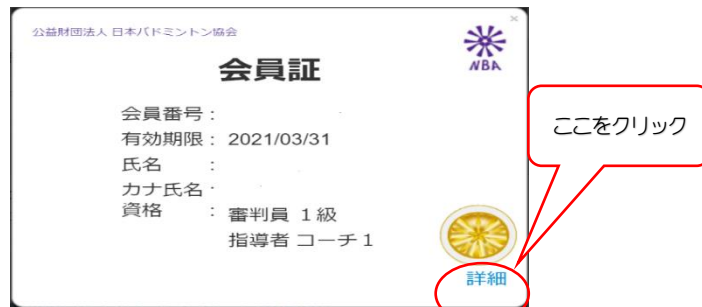 公益財団法人 日本バドミントン協会
×
NBA
会員証
会員番号:
有効期限: 2021/03/31
氏名 :
カナ氏名:
資格 : 審判員 1級
指導者 コーチ1
詳細
ここをクリック